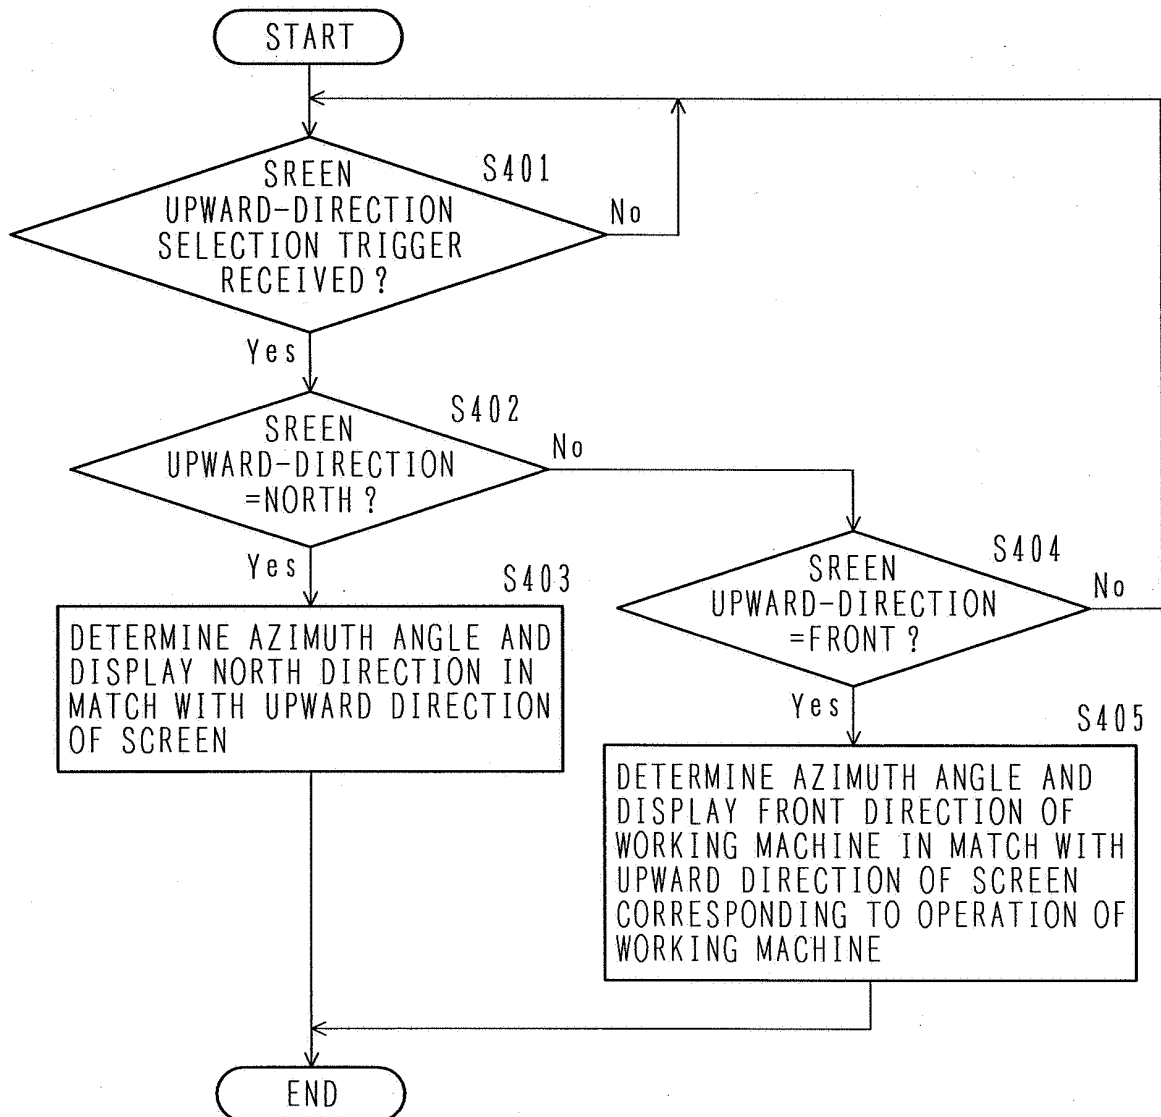 START
S401
SREEN
UPWARD-DIRECTION
SELECTION TRIGGER
RECEIVED?
No
Yes
S402
SREEN
UPWARD-DIRECTION
=NORTH?
No
Yes
S403
DETERMINE AZIMUTH ANGLE AND
DISPLAY NORTH DIRECTION IN
MATCH WITH UPWARD DIRECTION
OF SCREEN
S404
SREEN
UPWARD-DIRECTION
=FRONT?
No
Yes
S405
DETERMINE AZIMUTH ANGLE AND
DISPLAY FRONT DIRECTION OF
WORKING MACHINE IN MATCH WITH
UPWARD DIRECTION OF SCREEN
CORRESPONDING TO OPERATION OF
WORKING MACHINE
END